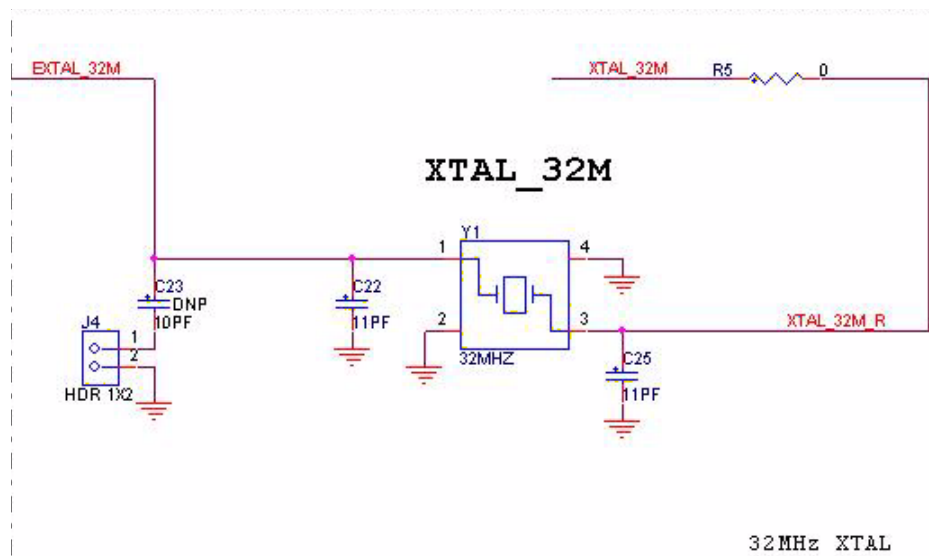 EXTAL_32M
XTAL_32M
R5
0
XTAL_32M
Y1
1
4
C23
DNP
10PF
C22
11PF
J4
1
2
HDR 1X2
2
3
32MHZ
XTAL_32M_R
C25
11PF
32MHz XTAL